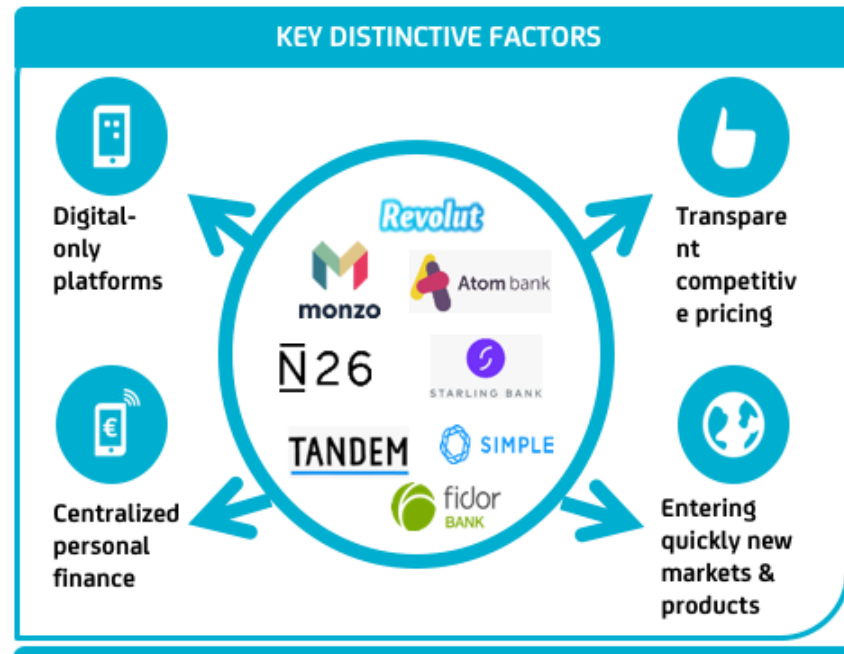 KEY DISTINCTIVE FACTORS
Digital-
only
platforms
Transpare
nt
competitiv
e pricing
Revolut
monzo
Atom bank
N26
STARLING BANK
TANDEM
SIMPLE
fidor
BANK
€
Centralized
personal
finance
Entering
quickly new
markets &
products